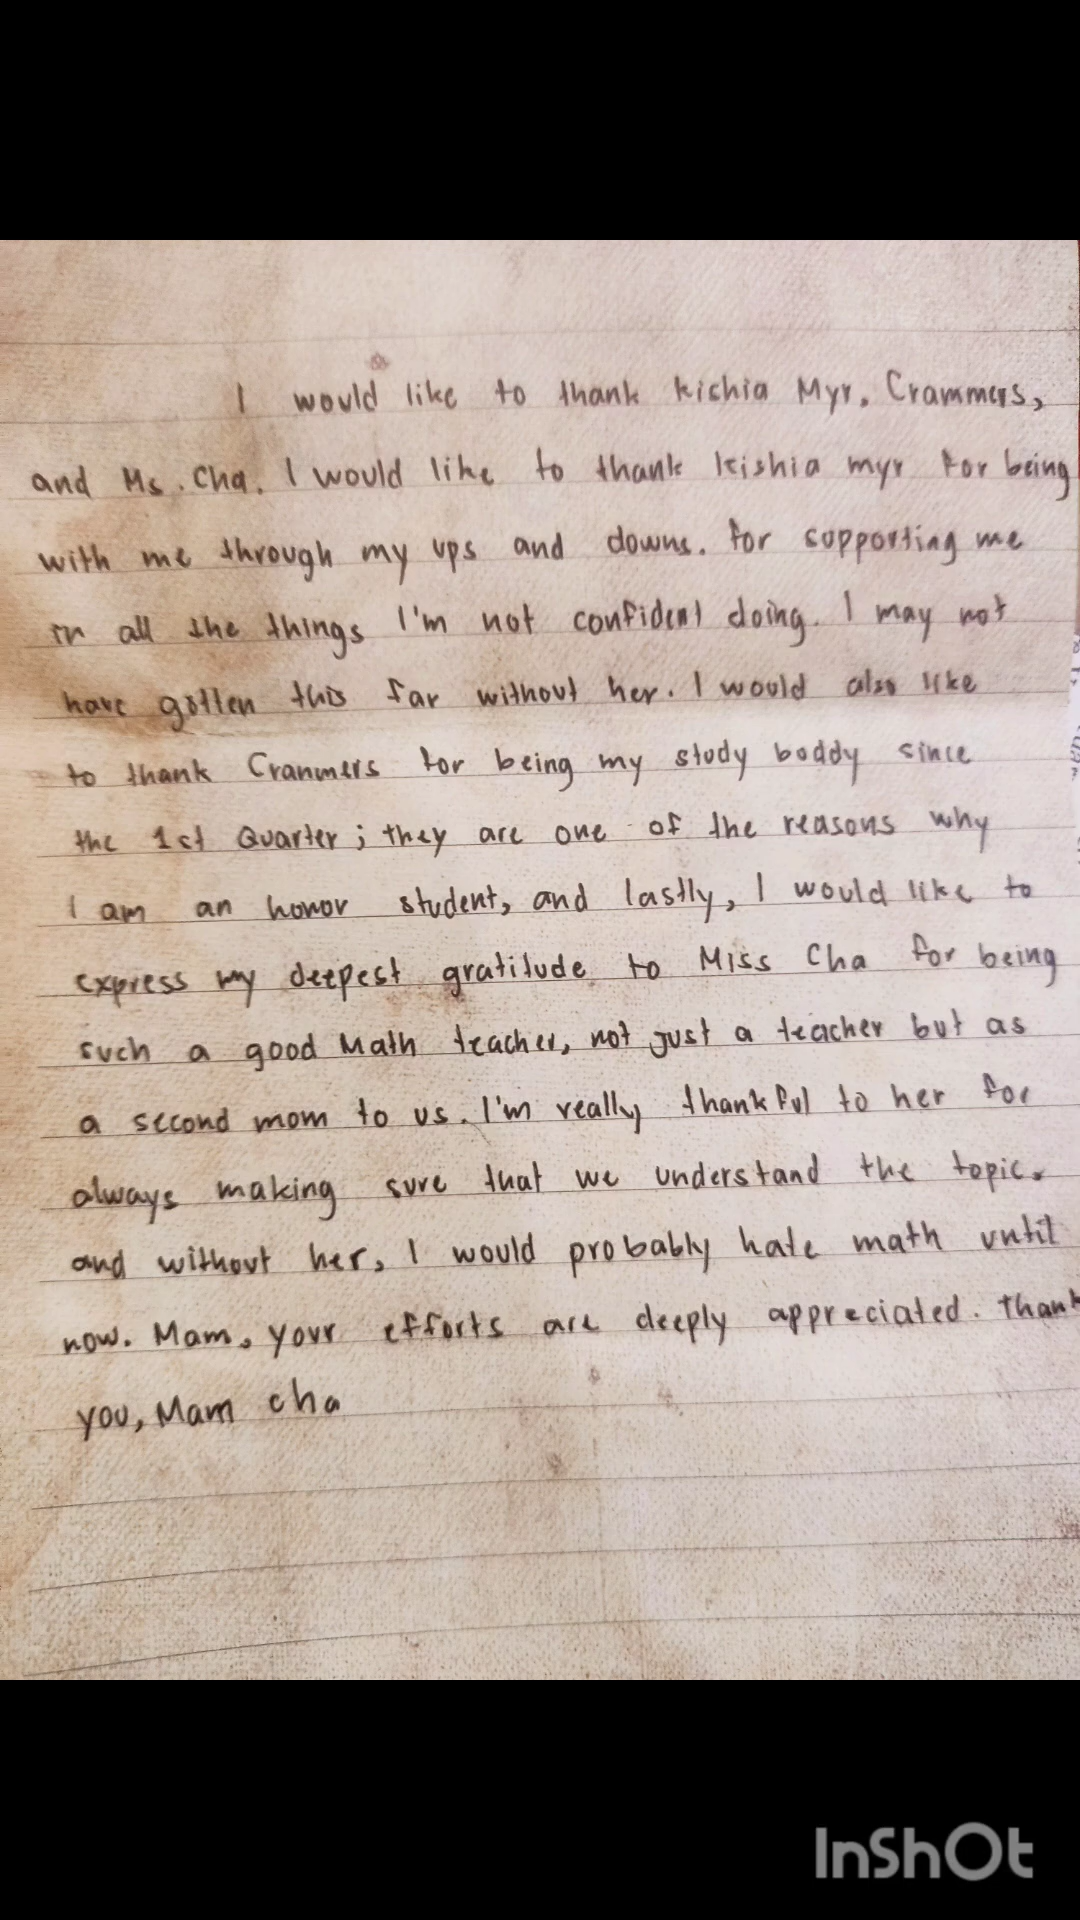 I would like to thank kishia Myr. Crammers,
and Ms. Cha. I would like to thank kishia myr for being
with me through my ups and downs. for supporting me
in all the things I'm not confident doing. I may not
have gotten this far without her. I would also like
to thank Crammers for being my study boddy since
the 1st Quarter; they are one of the reasons why
I am an honor student, and lastly, I would like to
express my deepest gratitude to Miss Cha for being
such a good Math teacher, not just a teacher but as
a second mom to us. I'm really thankful to her for
always making sure that we understand the topic.
and without her, I would probably hate math until
now. Mam, your efforts are deeply appreciated. Thank
you, Mam cha
InShOt